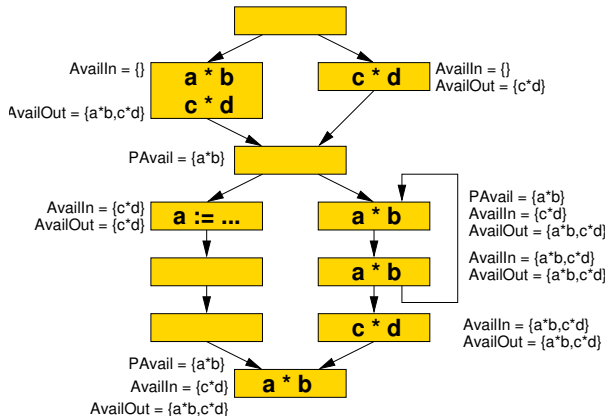 AvailIn = {}
a * b
c * d
AvailOut = {a*b,c*d}
c * d
AvailIn = {}
AvailOut = {c*d}
PAvail = {a*b}
AvailIn = {c*d}
AvailOut = {c*d}
a := ...
a * b
PAvail = {a*b}
AvailIn = {c*d}
AvailOut = {a*b,c*d}
a * b
AvailIn = {a*b,c*d}
AvailOut = {a*b,c*d}
c * d
AvailIn = {a*b,c*d}
AvailOut = {a*b,c*d}
PAvail = {a*b}
AvailIn = {c*d}
AvailOut = {a*b,c*d}
a * b